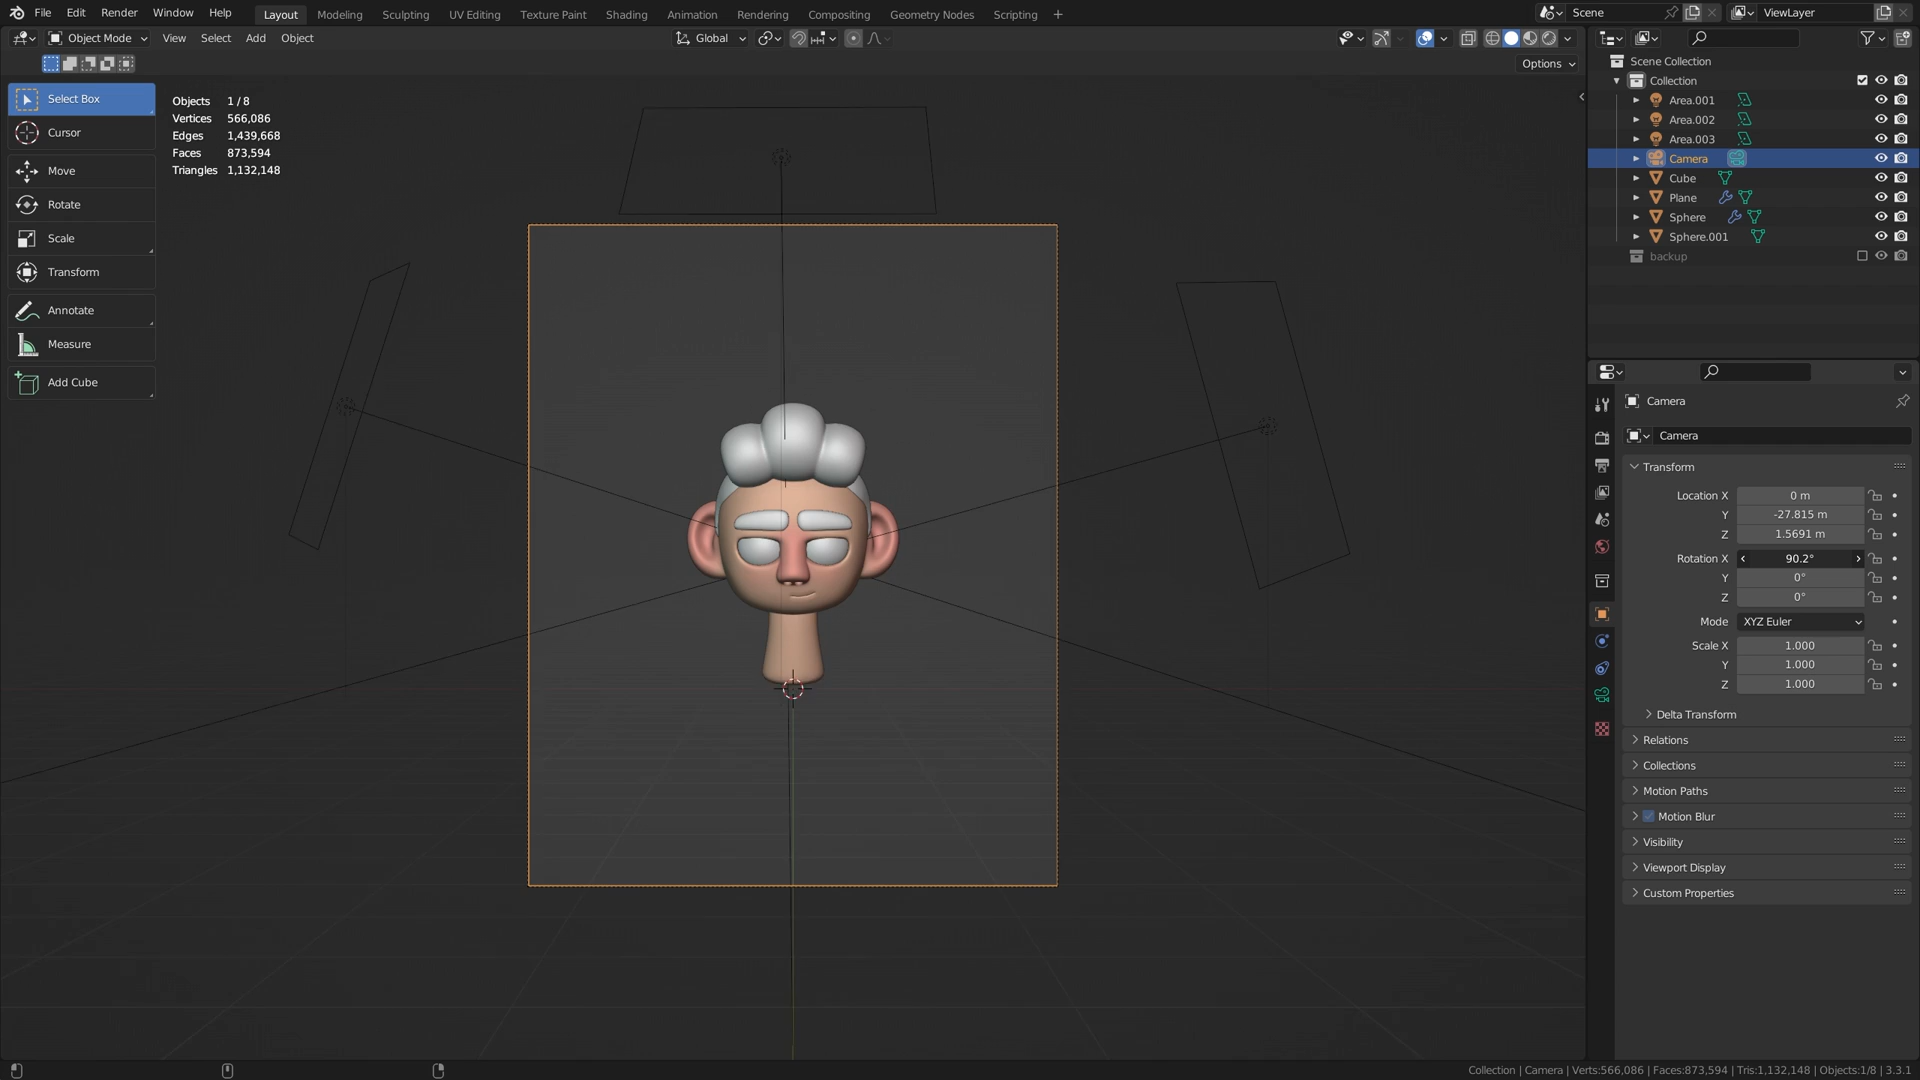 File Edit Render Window Help Layout Modeling Sculpting UV Editing Texture Paint Shading Animation Rendering Compositing Geometry Nodes Scripting + Scene ViewLayer
Object Mode View Select Add Object Global
Options
Select Box
Cursor
Move
Rotate
Scale
Transform
Annotate
Measure
Add Cube
Objects 1 / 8
Vertices 566,086
Edges 1,439,668
Faces 873,594
Triangles 1,132,148
Scene Collection
Collection
Area.001
Area.002
Area.003
Camera
Cube
Plane
Sphere
Sphere.001
backup
Camera
Camera
Transform
Location X 0 m
Y -27.815 m
Z 1.5691 m
Rotation X 90.2°
Y 0°
Z 0°
Mode XYZ Euler
Scale X 1.000
Y 1.000
Z 1.000
Delta Transform
Relations
Collections
Motion Paths
Motion Blur
Visibility
Viewport Display
Custom Properties
Collection | Camera | Verts:566,086 | Faces:873,594 | Tris:1,132,148 | Objects:1/8 | 3.3.1